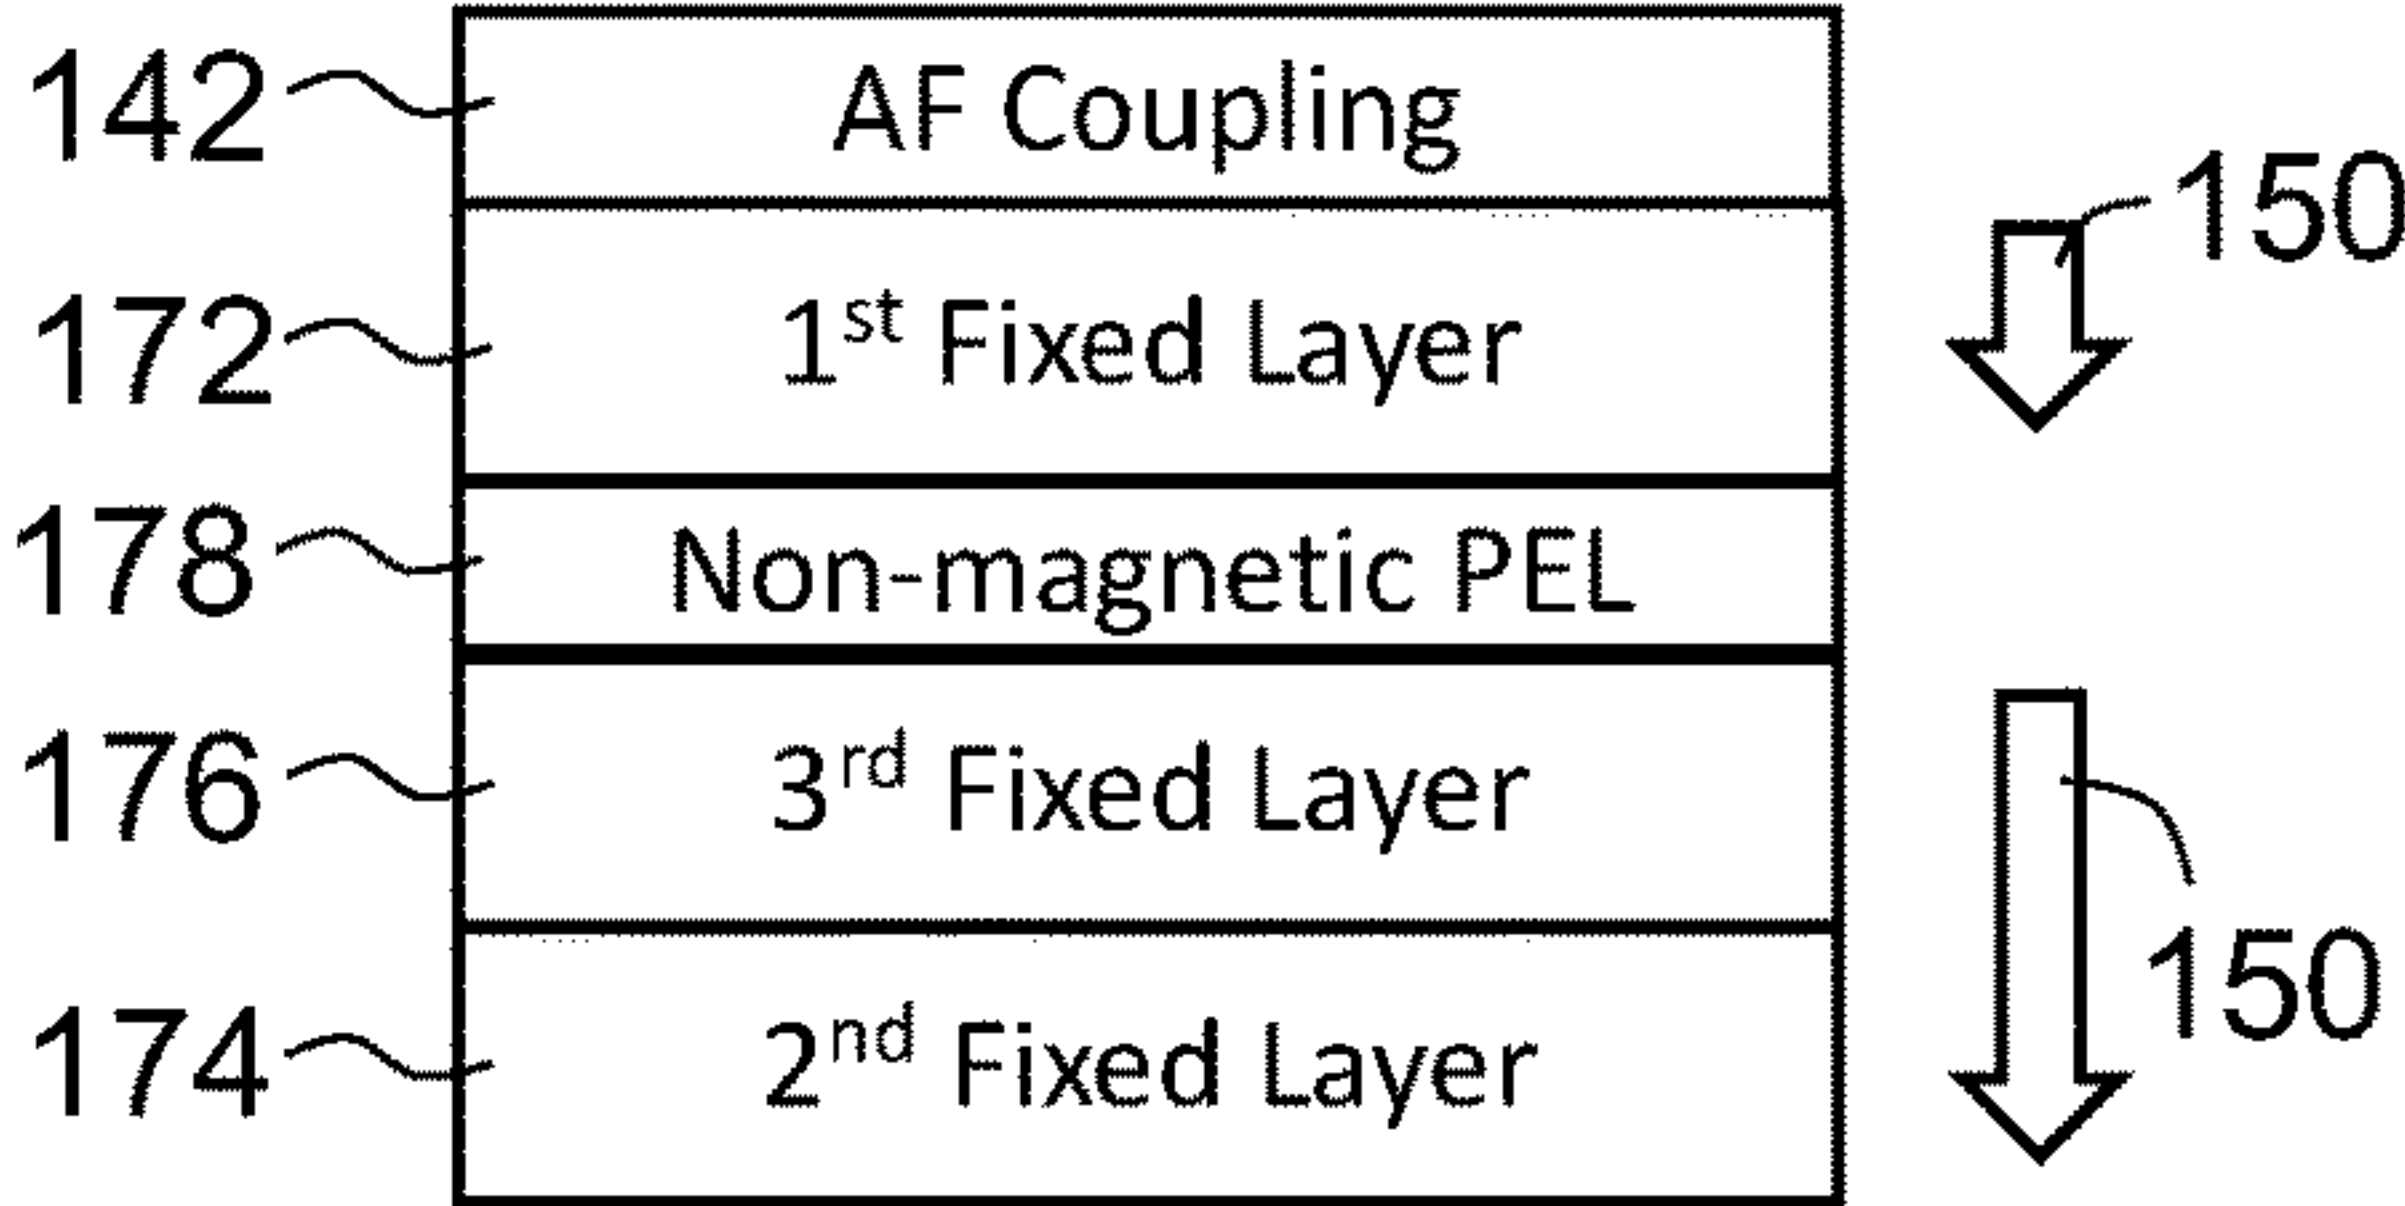 142 AF Coupling
150
172 1st Fixed Layer
178 Non-magnetic PEL
176 3rd Fixed Layer
150
174 2nd Fixed Layer